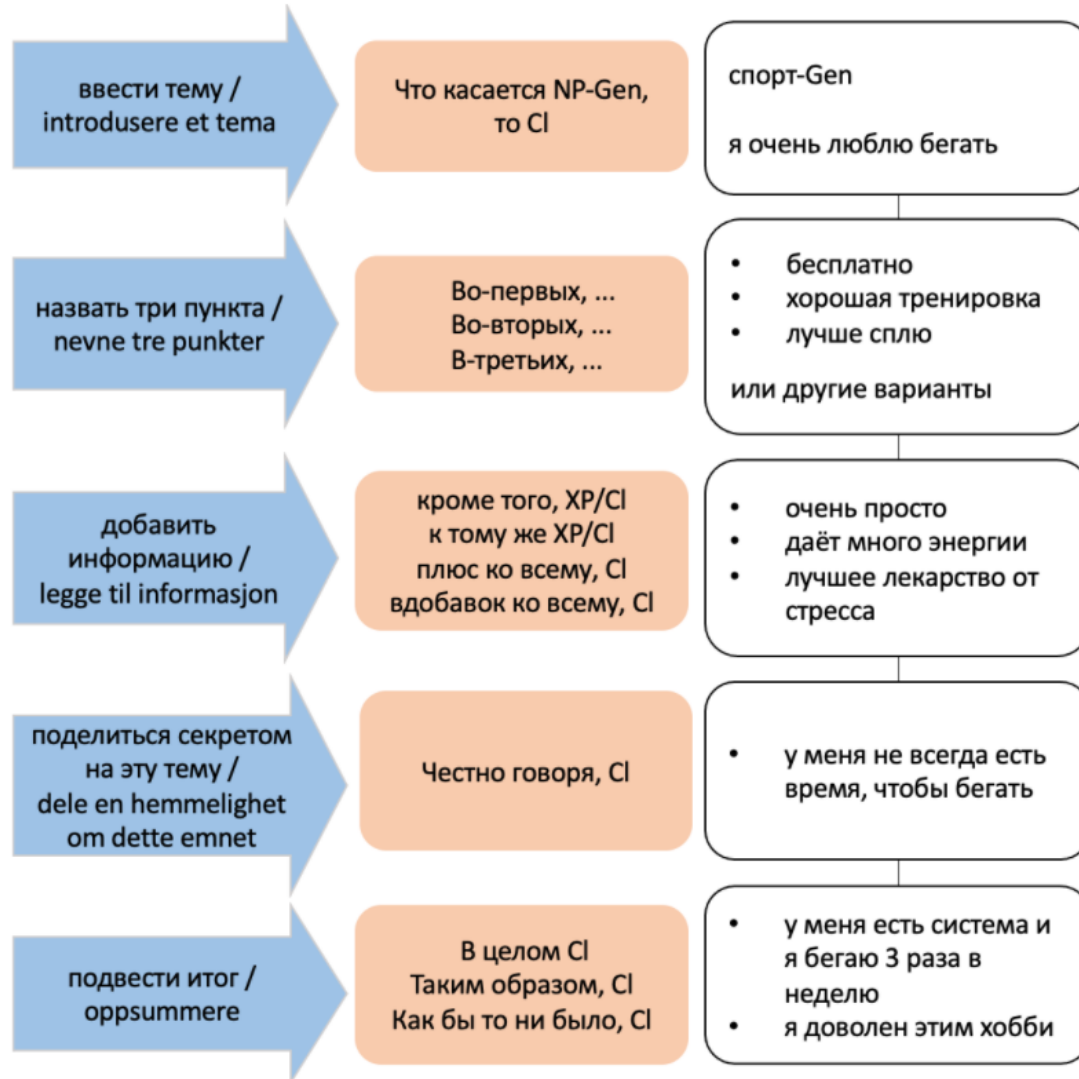 ввести тему /
introdusere et tema
Что касается NP-Gen,
то Cl
спорт-Gen
я очень люблю бегать
назвать три пункта /
nevne tre punkter
Во-первых, ...
Во-вторых, ...
В-третьих, ...
• бесплатно
• хорошая тренировка
• лучше сплю
или другие варианты
добавить
информацию /
legge til informasjon
кроме того, XP/Cl
к тому же XP/Cl
плюс ко всему, Cl
вдобавок ко всему, Cl
• очень просто
• даёт много энергии
• лучшее лекарство от
стресса
поделиться секретом
на эту тему /
dele en hemmelighet
om dette emnet
Честно говоря, Cl
• у меня не всегда есть
время, чтобы бегать
подвести итог /
oppsummere
В целом Cl
Таким образом, Cl
Как бы то ни было, Cl
• у меня есть система и
я бегаю 3 раза в
неделю
• я доволен этим хобби